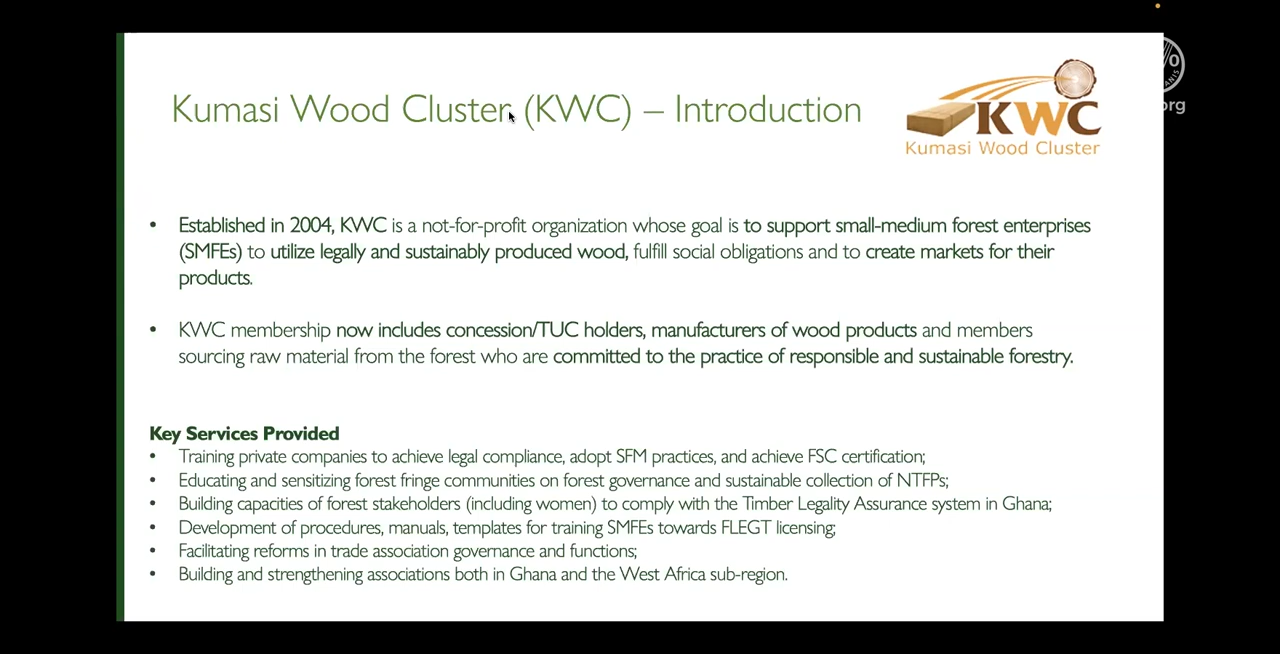 Kumasi Wood Cluster (KWC) – Introduction
KWC
Kumasi Wood Cluster
• Established in 2004, KWC is a not-for-profit organization whose goal is to support small-medium forest enterprises
(SMFEs) to utilize legally and sustainably produced wood, fulfill social obligations and to create markets for their
products.
• KWC membership now includes concession/TUC holders, manufacturers of wood products and members
sourcing raw material from the forest who are committed to the practice of responsible and sustainable forestry.
Key Services Provided
• Training private companies to achieve legal compliance, adopt SFM practices, and achieve FSC certification;
• Educating and sensitizing forest fringe communities on forest governance and sustainable collection of NTFPs;
• Building capacities of forest stakeholders (including women) to comply with the Timber Legality Assurance system in Ghana;
• Development of procedures, manuals, templates for training SMFEs towards FLEGT licensing;
• Facilitating reforms in trade association governance and functions;
• Building and strengthening associations both in Ghana and the West Africa sub-region.